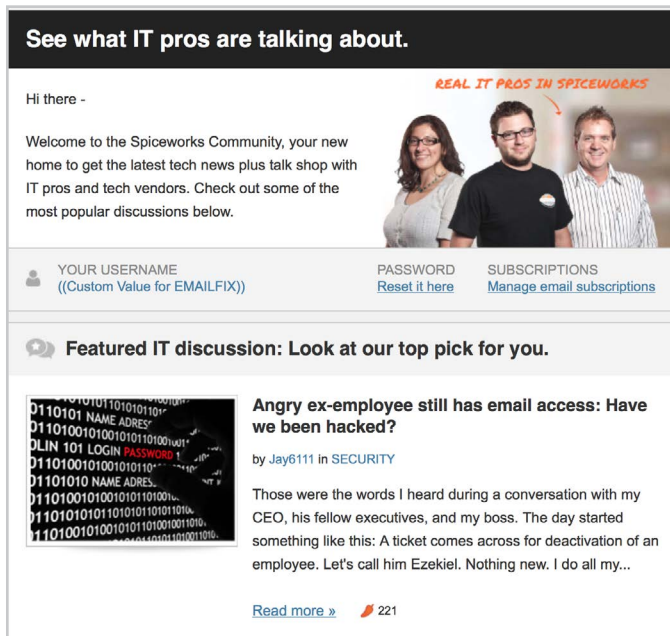 See what IT pros are talking about.
REAL IT PROS IN SPICEWORKS
Hi there -
Welcome to the Spiceworks Community, your new
home to get the latest tech news plus talk shop with
IT pros and tech vendors. Check out some of the
most popular discussions below.
YOUR USERNAME
((Custom Value for EMAILFIX))
PASSWORD
Reset it here
SUBSCRIPTIONS
Manage email subscriptions
Featured IT discussion: Look at our top pick for you.
0110101 NAME ADRES
OLIN 101 LOGIN PASSWORD
01101010 NAME ADRES
Angry ex-employee still has email access: Have
we been hacked?
by Jay6111 in SECURITY
Those were the words I heard during a conversation with my
CEO, his fellow executives, and my boss. The day started
something like this: A ticket comes across for deactivation of an
employee. Let's call him Ezekiel. Nothing new. I do all my...
Read more »
221